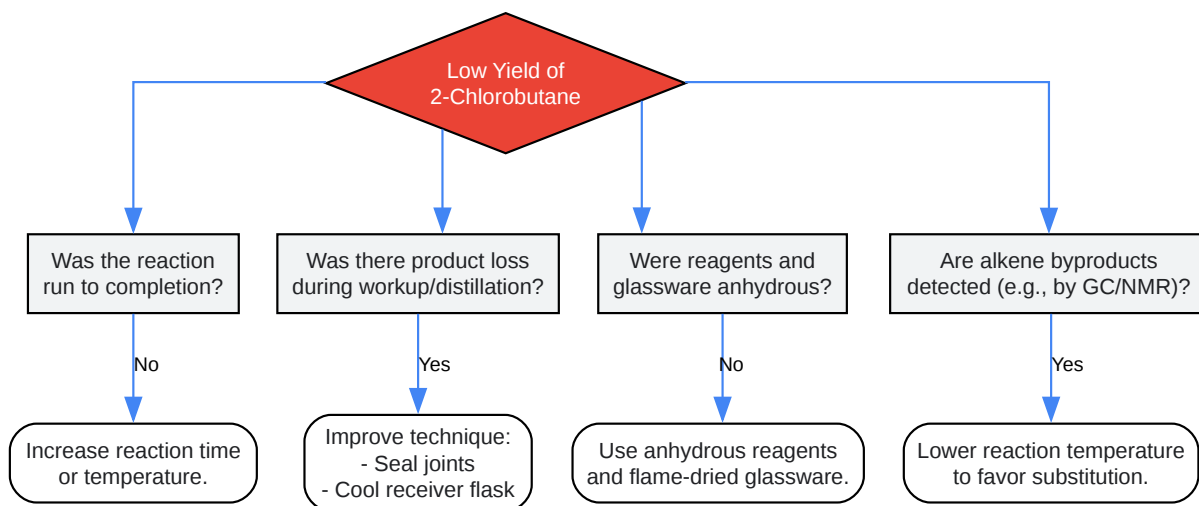 Low Yield of
2-Chlorobutane
Was the reaction
run to completion?
Was there product loss
during workup/distillation?
Were reagents and
glassware anhydrous?
Are alkene byproducts
detected (e.g., by GC/NMR)?
No
Yes
No
Yes
Increase reaction time
or temperature.
Improve technique:
- Seal joints
- Cool receiver flask
Use anhydrous reagents
and flame-dried glassware.
Lower reaction temperature
to favor substitution.